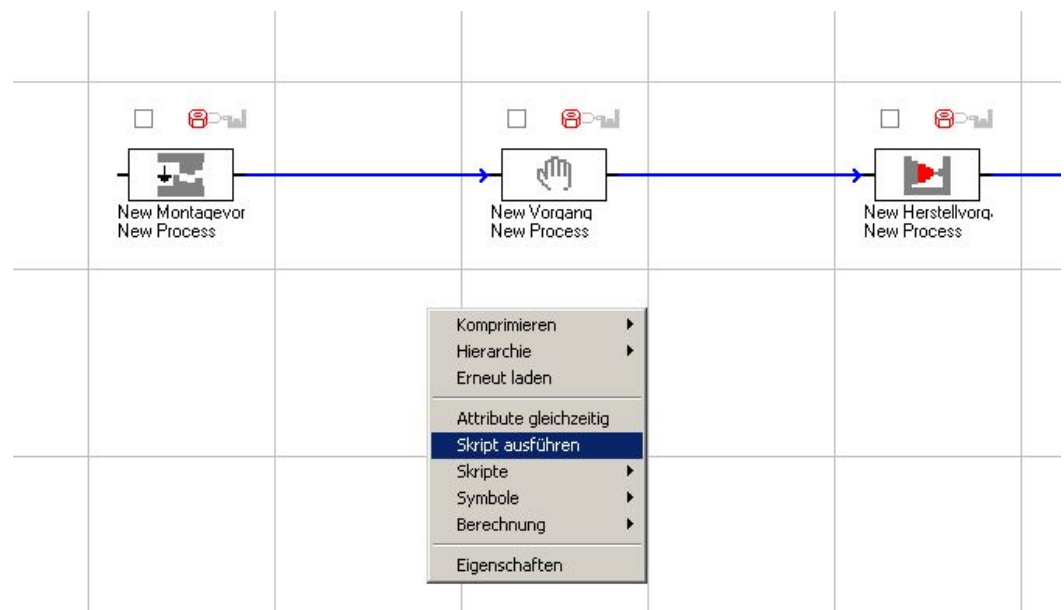 New Montagevor
New Process
New Vorgang
New Process
New Herstellvorg.
New Process
Komprimieren
Hierarchie
Erneut laden
Attribute gleichzeitig
Skript ausführen
Skripte
Symbole
Berechnung
Eigenschaften